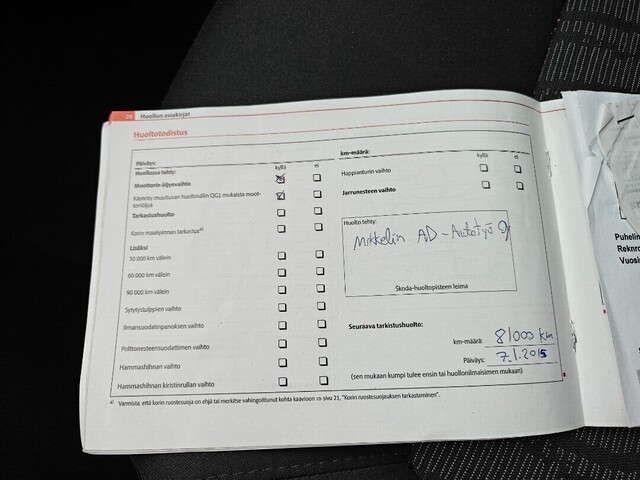 20 Huollon asiakirjat
Huoltotodistus
Päiväys:
km-määrä:
Huollossa tehty: kyllä ei
Moottorin öljynvaihto
Käytetty muuttuvan huoltovälin QG1 mukaista moot-
toriöljyä
Tarkastushuolto
Korin maalipinnan tarkastus a)
Lisäksi
30 000 km välein
60 000 km välein
90 000 km välein
Sytytystulppien vaihto
Ilmansuodatinpanoksen vaihto
Polttonesteensuodattimen vaihto
Hammashihnan vaihto
Hammashihnan kiristinrullan vaihto
kyllä ei
Happianturin vaihto
Jarrunesteen vaihto
Huolto tehty:
Mikkelin AD-Autotyö Oy
Škoda-huoltopisteen leima
Seuraava tarkistushuolto:
km-määrä: 81000 km
Päiväys: 7.1.2015
(sen mukaan kumpi tulee ensin tai huollonilmaisimen mukaan)
a) Varmista, että korin ruostesuoja on ehjä tai merkitse vahingoittunut kohta kaavioon ⇒ sivu 21, "Korin ruostesuojauksen tarkastaminen".
Puhelin
Reknro
Vuosi